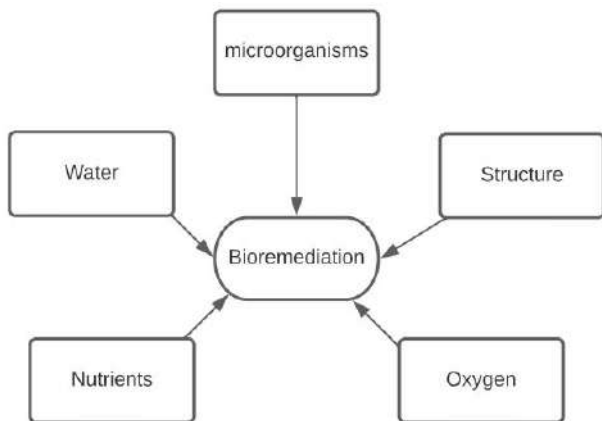 microorganisms
Water
Structure
Bioremediation
Nutrients
Oxygen